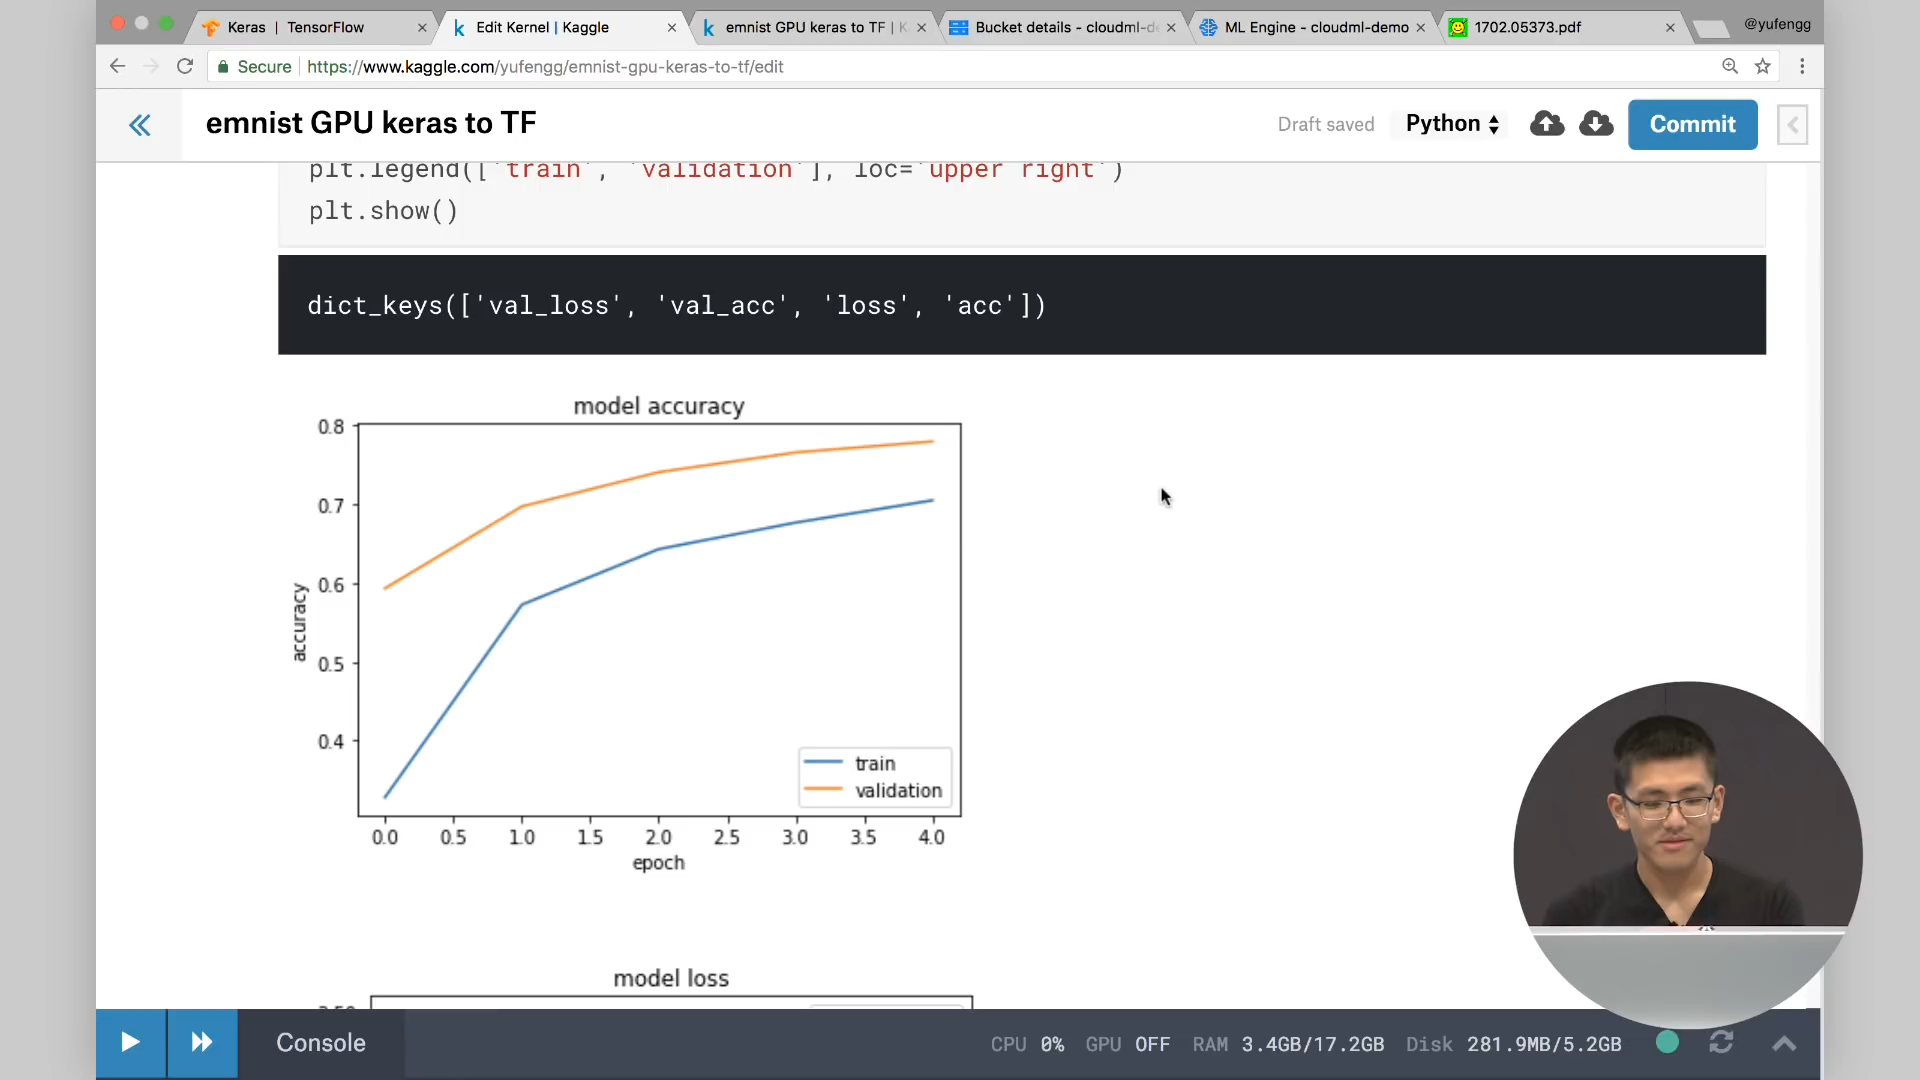 Keras | TensorFlow
Edit Kernel | Kaggle
emnist GPU keras to TF | K
Bucket details - cloudml-de
ML Engine - cloudml-demo
1702.05373.pdf
@yufengg
Secure
https://www.kaggle.com/yufengg/emnist-gpu-keras-to-tf/edit
emnist GPU keras to TF
Draft saved
Python
Commit
plt.legend(['train', 'validation'], loc='upper right')
plt.show()
dict_keys(['val_loss', 'val_acc', 'loss', 'acc'])
model accuracy
0.8
0.7
0.6
0.5
0.4
accuracy
train
validation
0.0 0.5 1.0 1.5 2.0 2.5 3.0 3.5 4.0
epoch
model loss
Console
CPU 0% GPU OFF RAM 3.4GB/17.2GB Disk 281.9MB/5.2GB